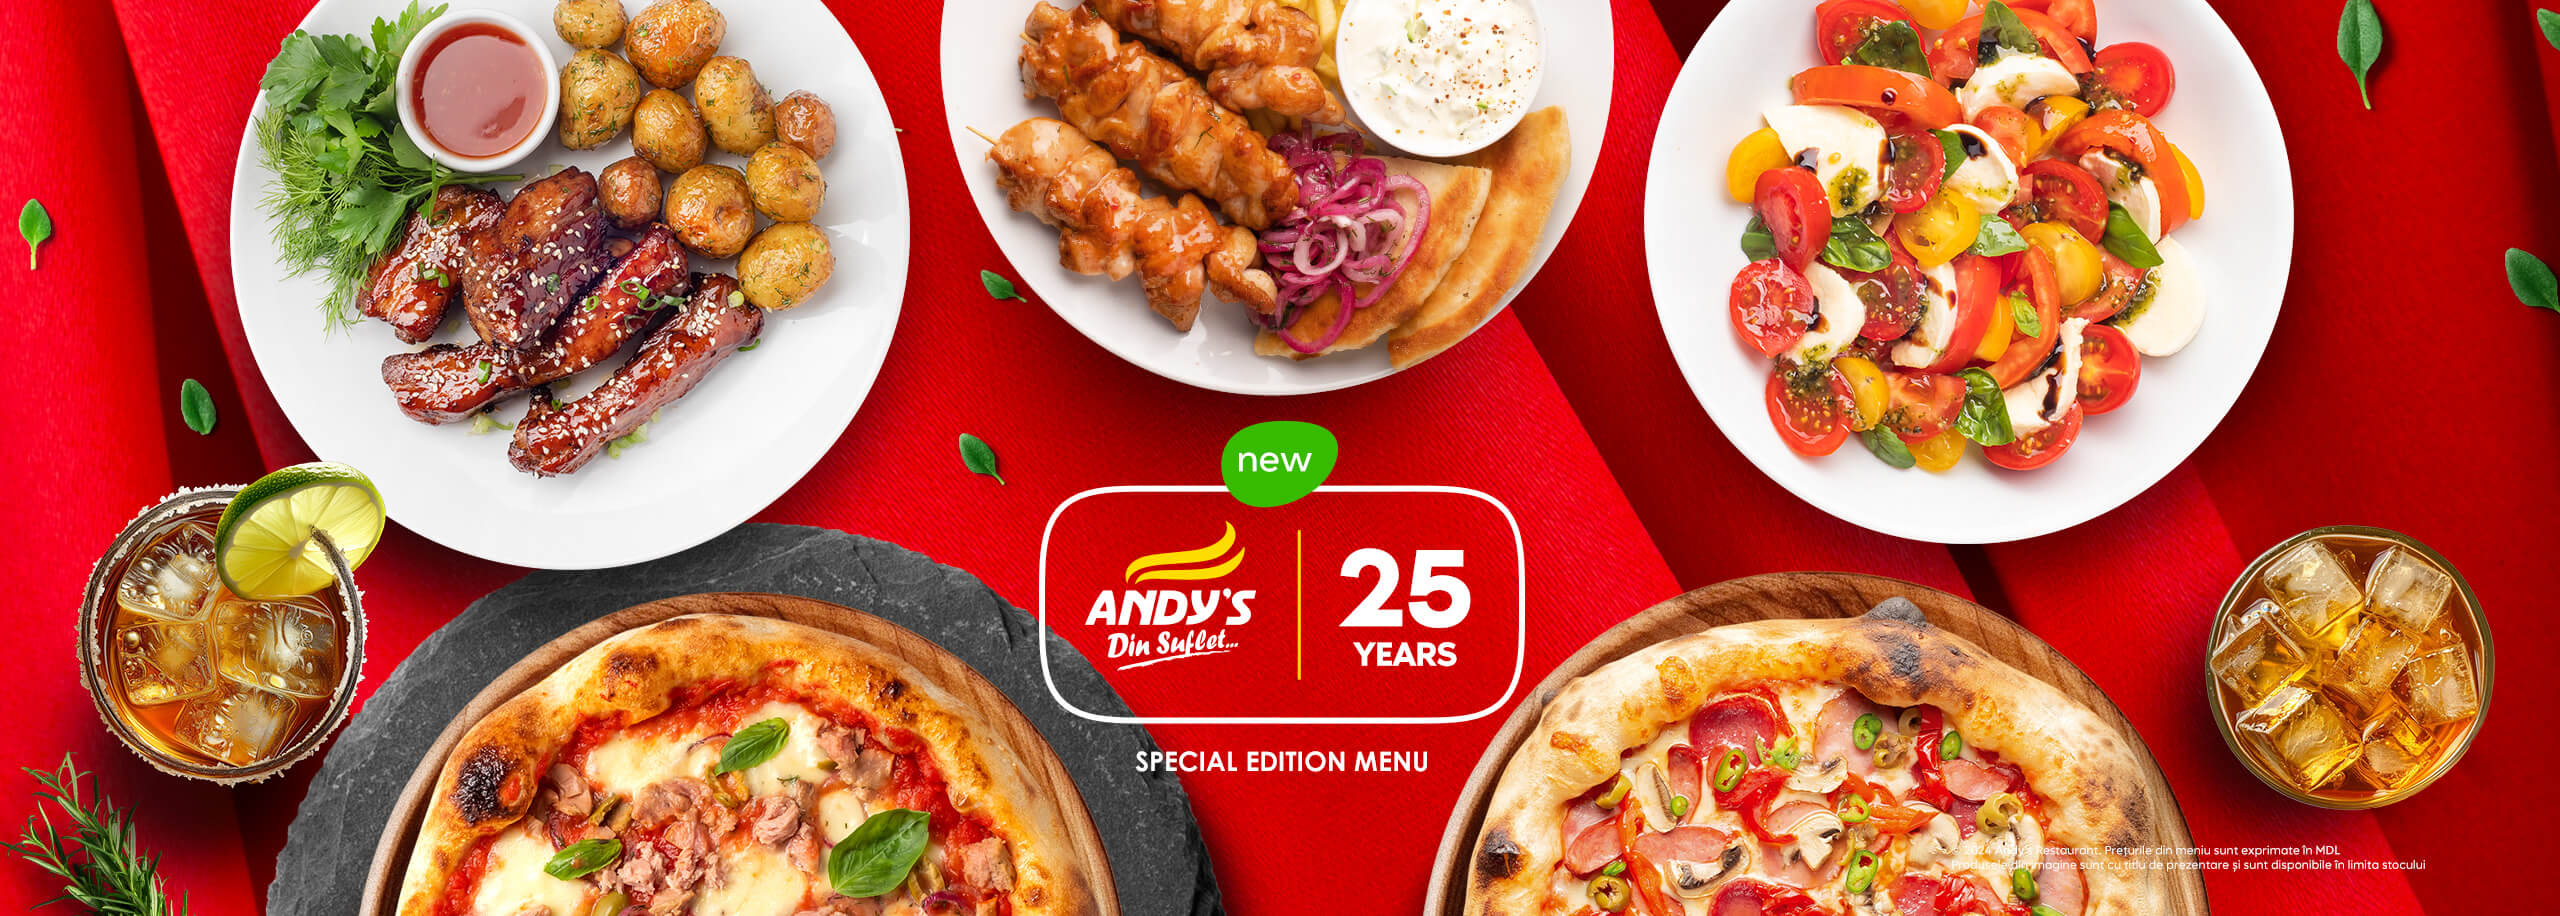 new
ANDY'S
Din Suflet...
25
YEARS
SPECIAL EDITION MENU
© 2024 Andy's Restaurant. Prețurile din meniu sunt exprimate în MDL
Produsele din imagine sunt cu titlu de prezentare și sunt disponibile în limita stocului